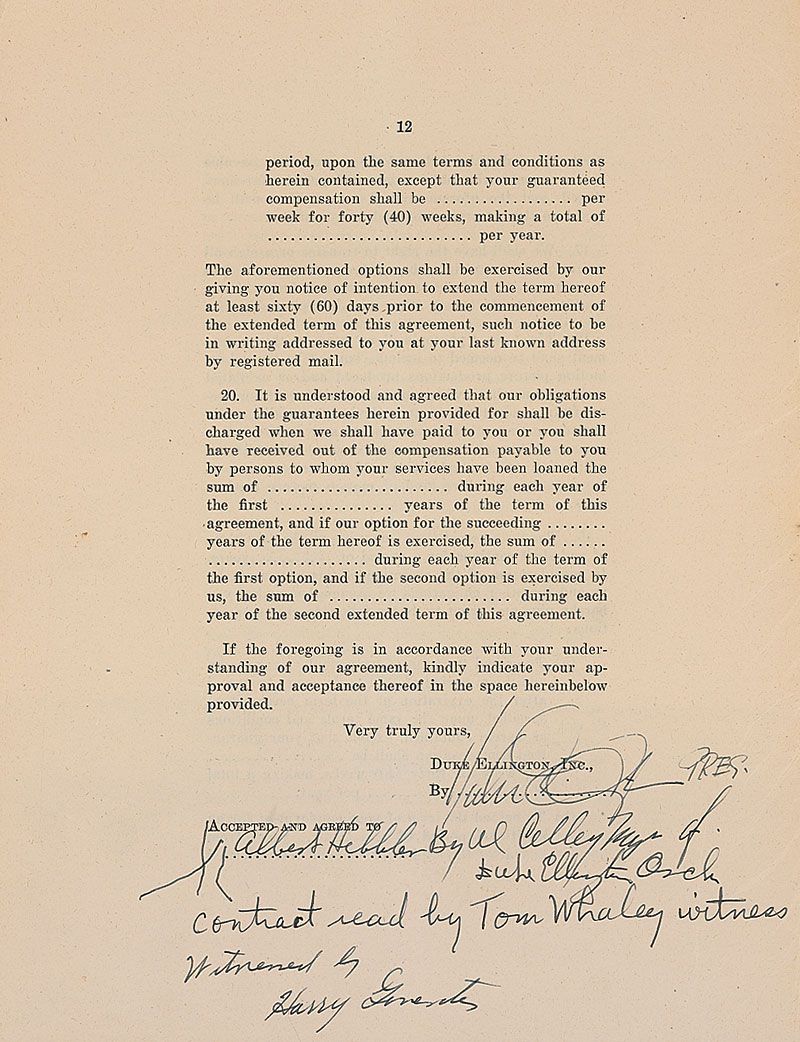 12
period, upon the same terms and conditions as
herein contained, except that your guaranteed
compensation shall be .................. per
week for forty (40) weeks, making a total of
........................... per year.
The aforementioned options shall be exercised by our
giving you notice of intention to extend the term hereof
at least sixty (60) days prior to the commencement of
the extended term of this agreement, such notice to be
in writing addressed to you at your last known address
by registered mail.
20. It is understood and agreed that our obligations
under the guarantees herein provided for shall be dis-
charged when we shall have paid to you or you shall
have received out of the compensation payable to you
by persons to whom your services have been loaned the
sum of ........................ during each year of
the first ............... years of the term of this
agreement, and if our option for the succeeding ........
years of the term hereof is exercised, the sum of ......
..................... during each year of the term of
the first option, and if the second option is exercised by
us, the sum of ........................ during each
year of the second extended term of this agreement.
If the foregoing is in accordance with your under-
standing of our agreement, kindly indicate your ap-
proval and acceptance thereof in the space hereinbelow
provided.
Very truly yours,
DUKE ELLINGTON, INC.,
By PRES.
ACCEPTED AND AGREED TO
Albert Hibbler By Al Celley Mgr of
Duke Ellington Orch
contract read by Tom Whaley witness
Witnessed by
Harry